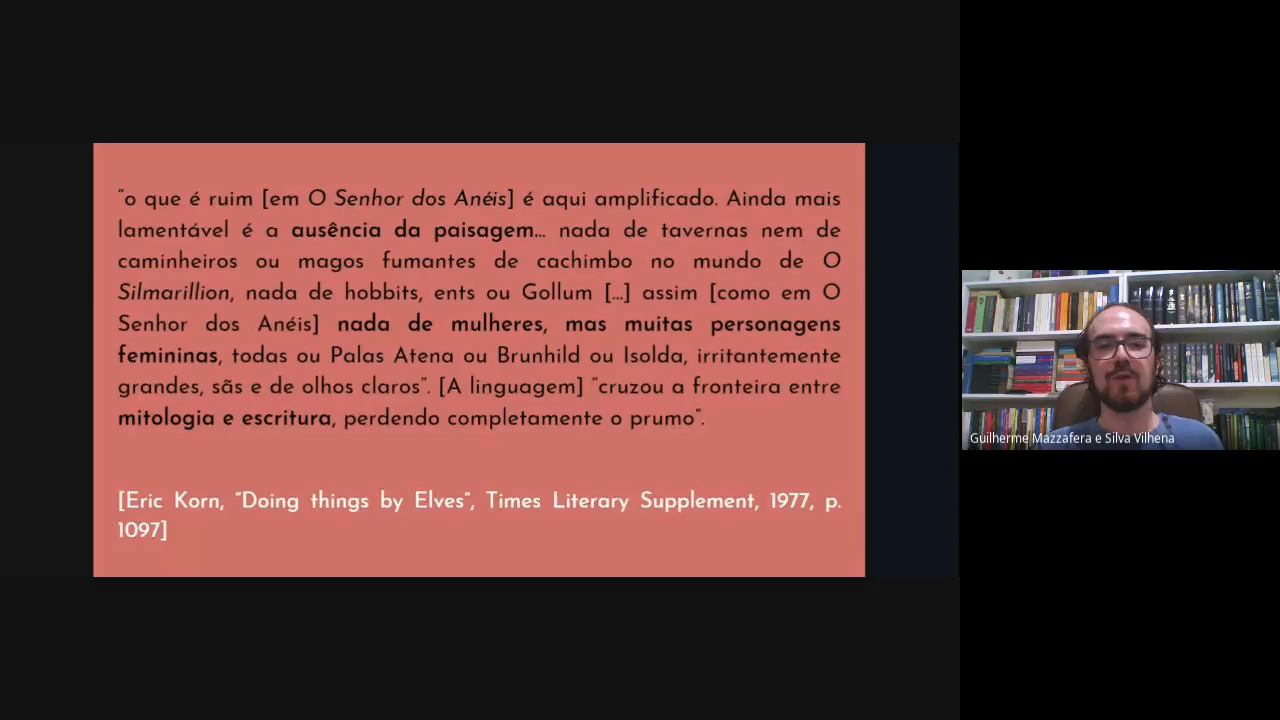 “o que é ruim [em O Senhor dos Anéis] é aqui amplificado. Ainda mais
lamentável é a ausência da paisagem... nada de tavernas nem de
caminheiros ou magos fumantes de cachimbo no mundo de O
Silmarillion, nada de hobbits, ents ou Gollum [...] assim [como em O
Senhor dos Anéis] nada de mulheres, mas muitas personagens
femininas, todas ou Palas Atena ou Brunhild ou Isolda, irritantemente
grandes, sãs e de olhos claros”. [A linguagem] “cruzou a fronteira entre
mitologia e escritura, perdendo completamente o prumo”.
[Eric Korn, “Doing things by Elves”, Times Literary Supplement, 1977, p.
1097]
Guilherme Mazzafera e Silva Vilhena